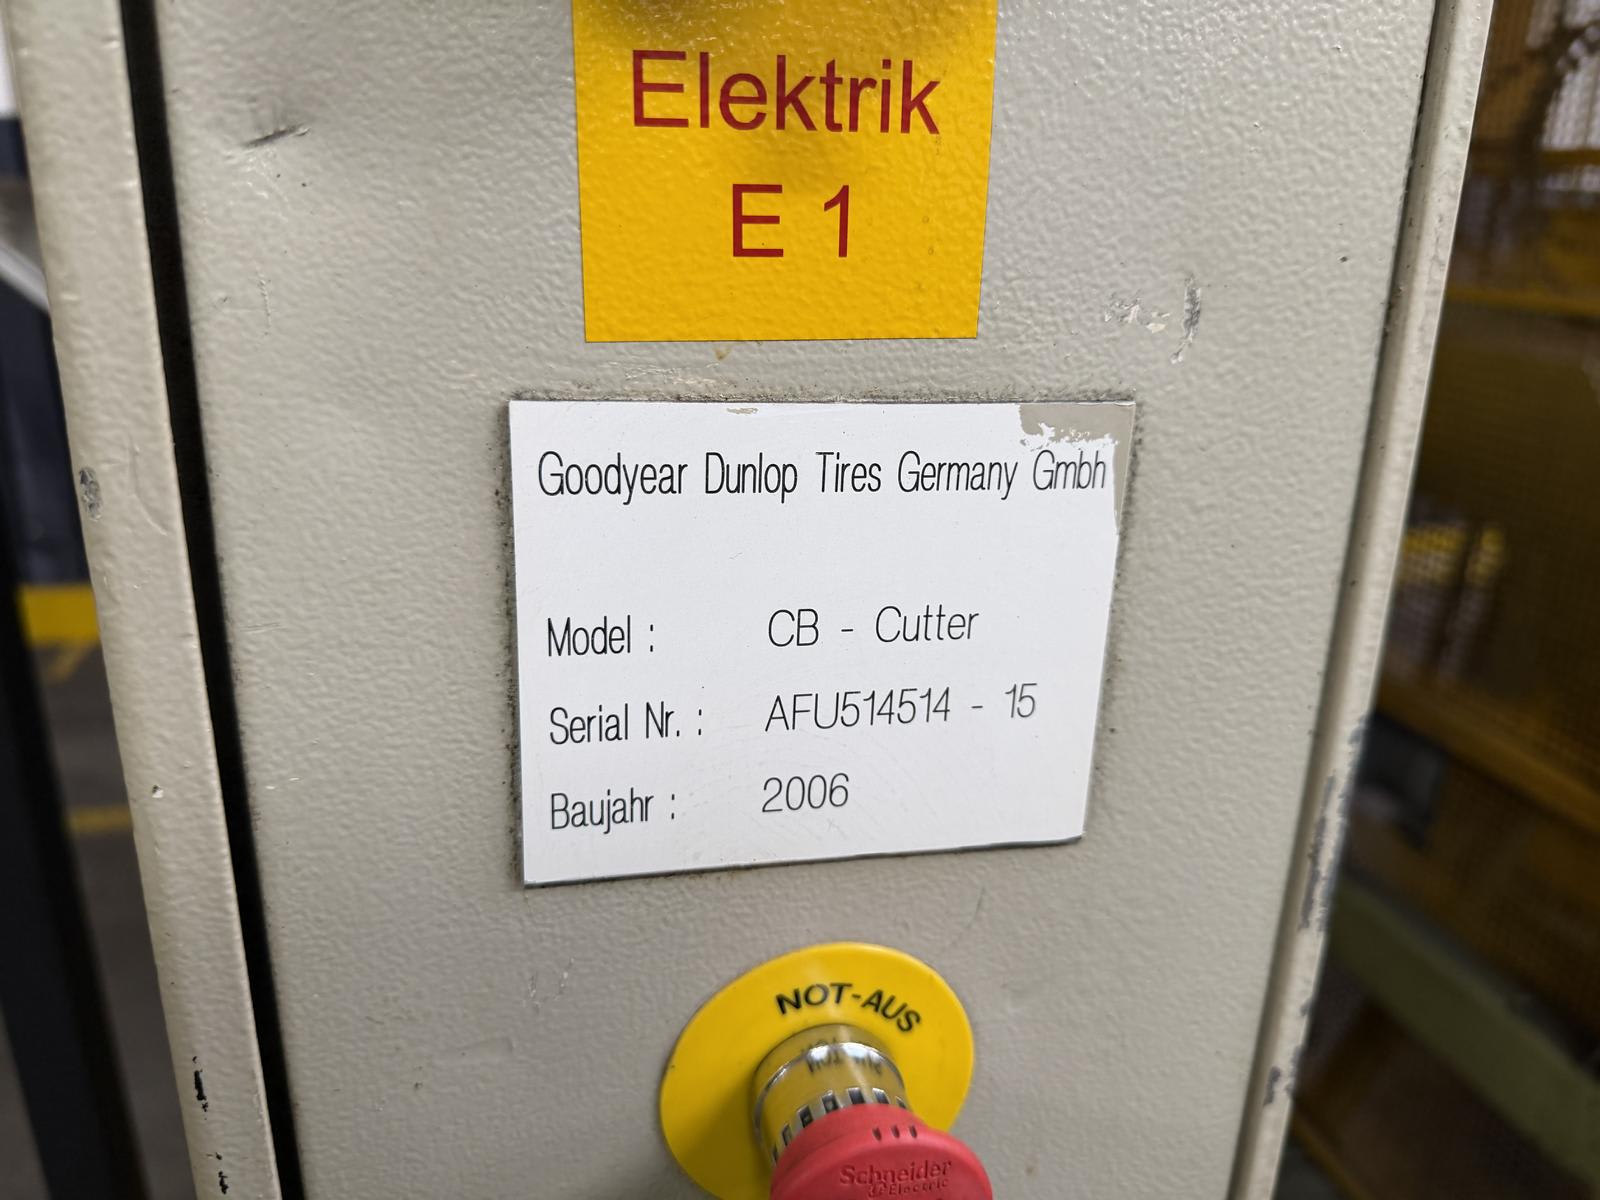 Elektrik
E 1
Goodyear Dunlop Tires Germany Gmbh
Model : CB - Cutter
Serial Nr. : AFU514514 - 15
Baujahr : 2006
NOT-AUS
Schneider
Electric